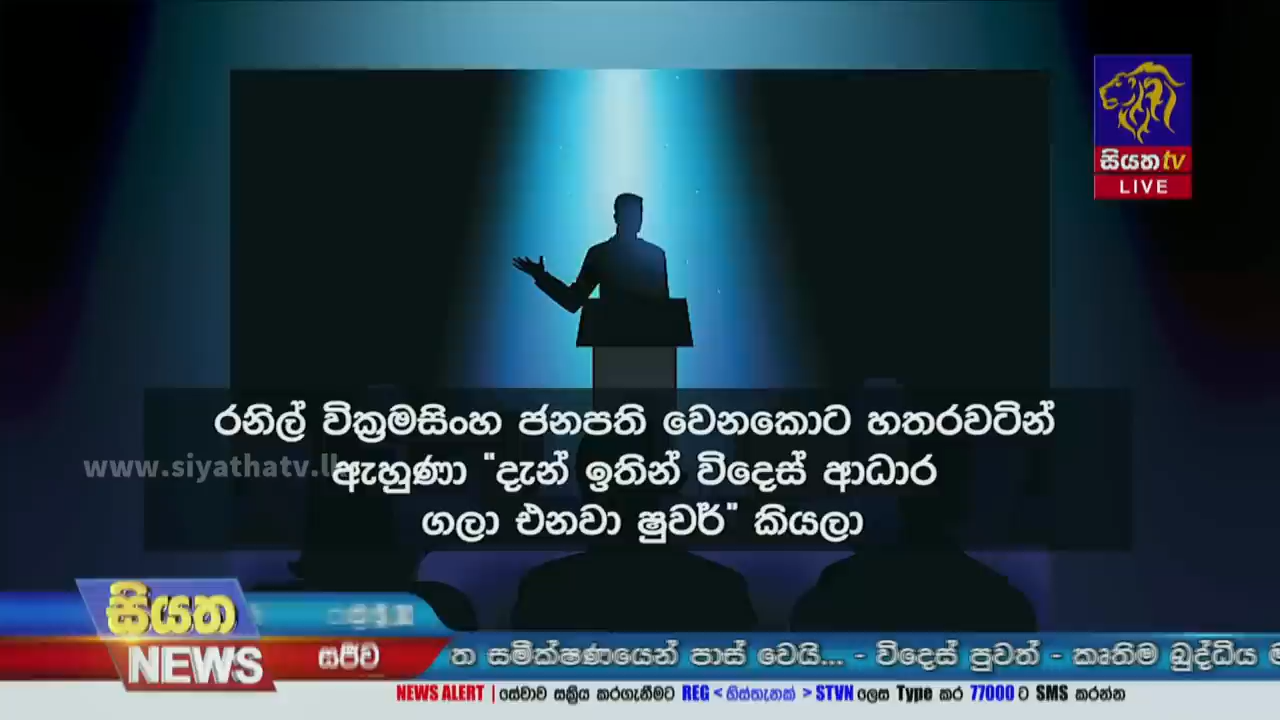 සියත tv
LIVE
රනිල් වික්‍රමසිංහ ජනපති වෙනකොට හතරවටින්
ඇහුණා "දැන් ඉතින් විදෙස් ආධාර
ගලා එනවා ෂුවර්" කියලා
www.siyathatv.l
සියත
NEWS
සජීව
ත සමීක්ෂණයෙන් පාස් වෙයි... - විදෙස් පුවත් - කෘතිම බුද්ධිය
NEWS ALERT | සේවාව සක්‍රිය කරගැනීමට REG < හිස්තැනක් > STVN ලෙස Type කර 77000 ට SMS කරන්න